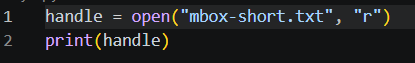 1 handle = open("mbox-short.txt", "r")
2 print(handle)